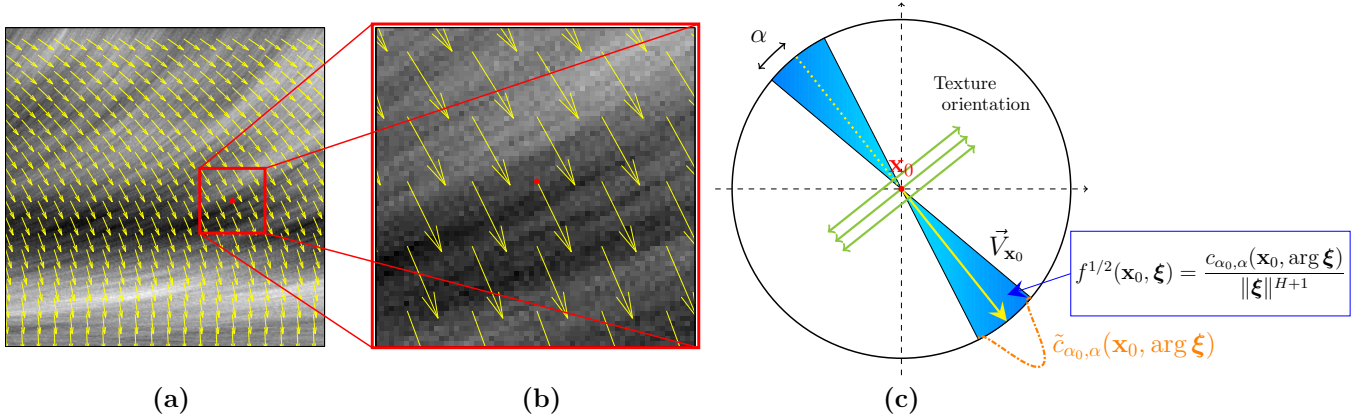 α
Texture
orientation
x₀
V⃗_{x₀}
f^{1/2}(x₀, ξ) = c_{α₀,α}(x₀, arg ξ) / ‖ξ‖^{H+1}
c̃_{α₀,α}(x₀, arg ξ)
(a)
(b)
(c)